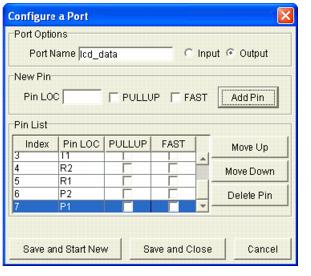 Configure a Port
Port Options
Port Name lcd_data Input Output
New Pin
Pin LOC PULLUP FAST Add Pin
Pin List
Index Pin LOC PULLUP FAST
3 T1
4 R2
5 R1
6 P2
7 P1
Move Up
Move Down
Delete Pin
Save and Start New Save and Close Cancel